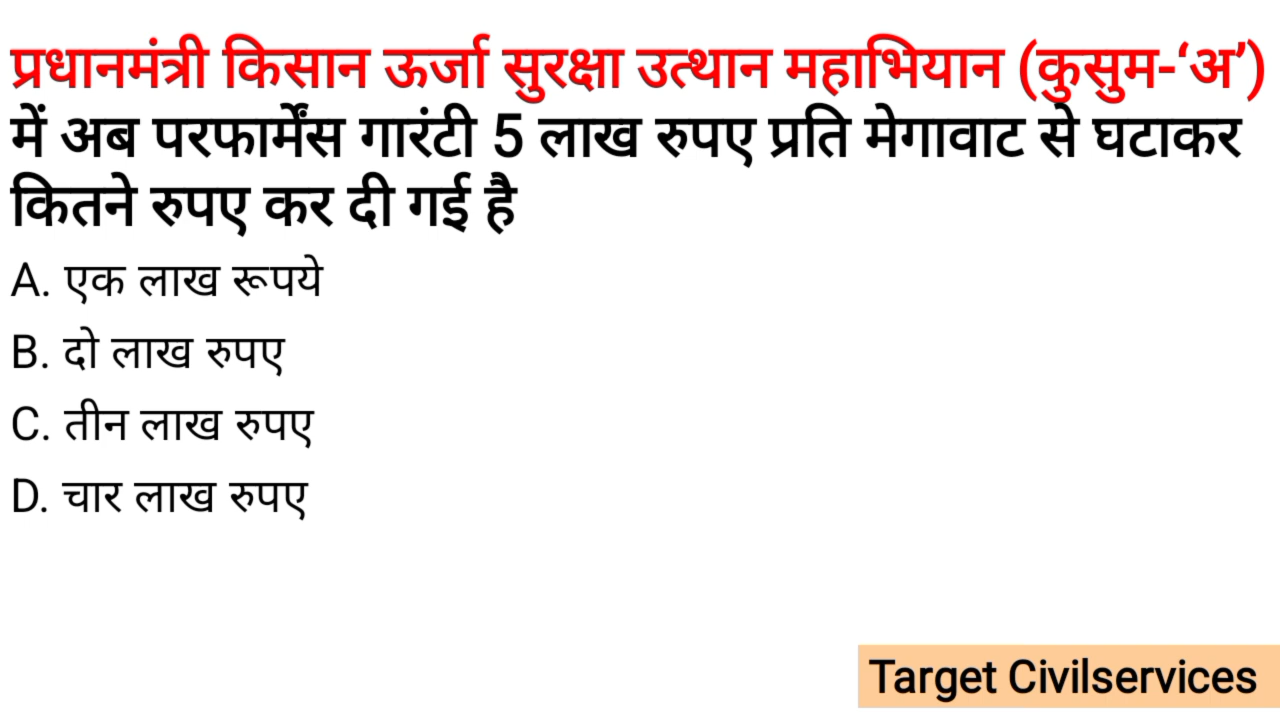 प्रधानमंत्री किसान ऊर्जा सुरक्षा उत्थान महाभियान (कुसुम-‘अ’)
में अब परफार्मेंस गारंटी 5 लाख रुपए प्रति मेगावाट से घटाकर
कितने रुपए कर दी गई है
A. एक लाख रूपये
B. दो लाख रुपए
C. तीन लाख रुपए
D. चार लाख रुपए
Target Civilservices